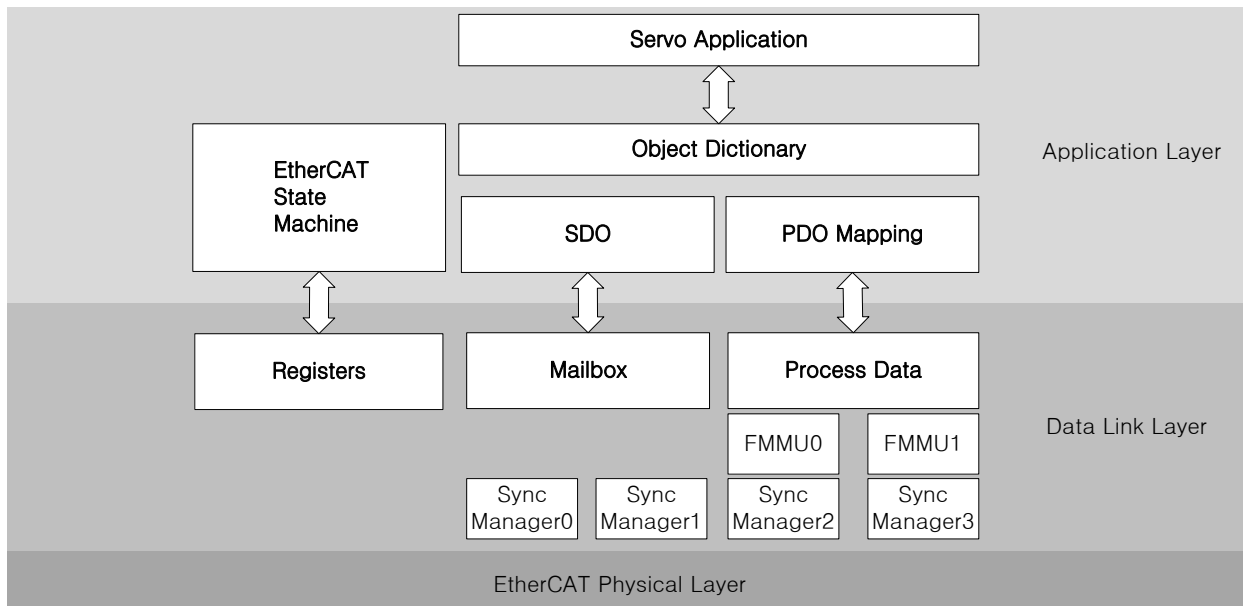 Servo Application
Object Dictionary
Application Layer
EtherCAT
State
Machine
SDO
PDO Mapping
Registers
Mailbox
Process Data
Data Link Layer
FMMU0
FMMU1
Sync
Manager0
Sync
Manager1
Sync
Manager2
Sync
Manager3
EtherCAT Physical Layer